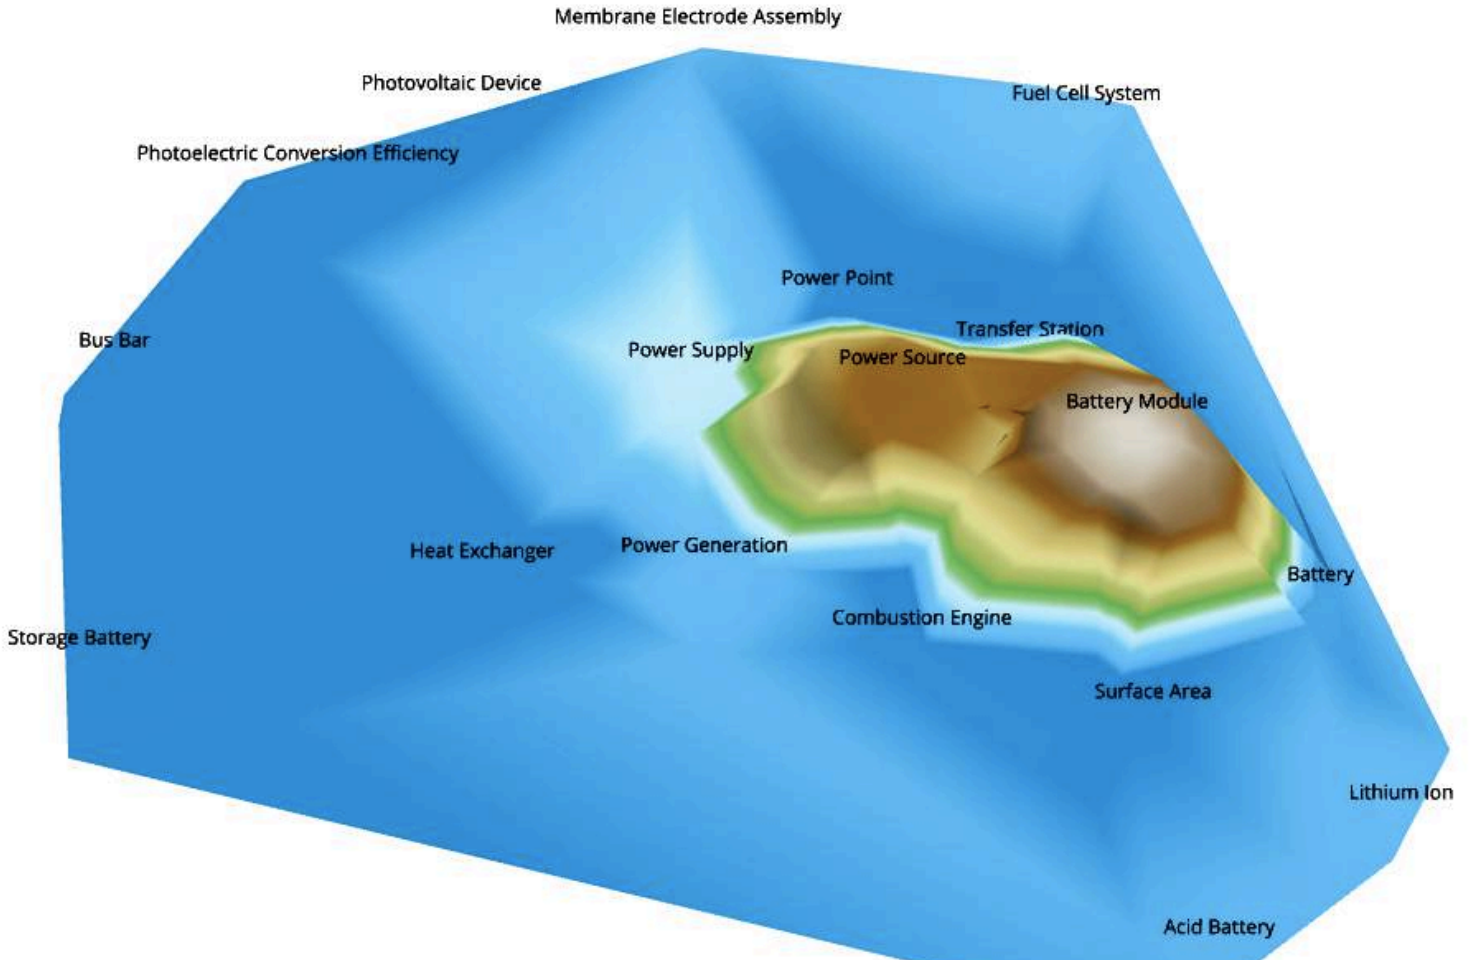 Membrane Electrode Assembly
Photovoltaic Device
Fuel Cell System
Photoelectric Conversion Efficiency
Power Point
Transfer Station
Bus Bar
Power Supply
Power Source
Battery Module
Power Generation
Heat Exchanger
Battery
Combustion Engine
Storage Battery
Surface Area
Lithium Ion
Acid Battery